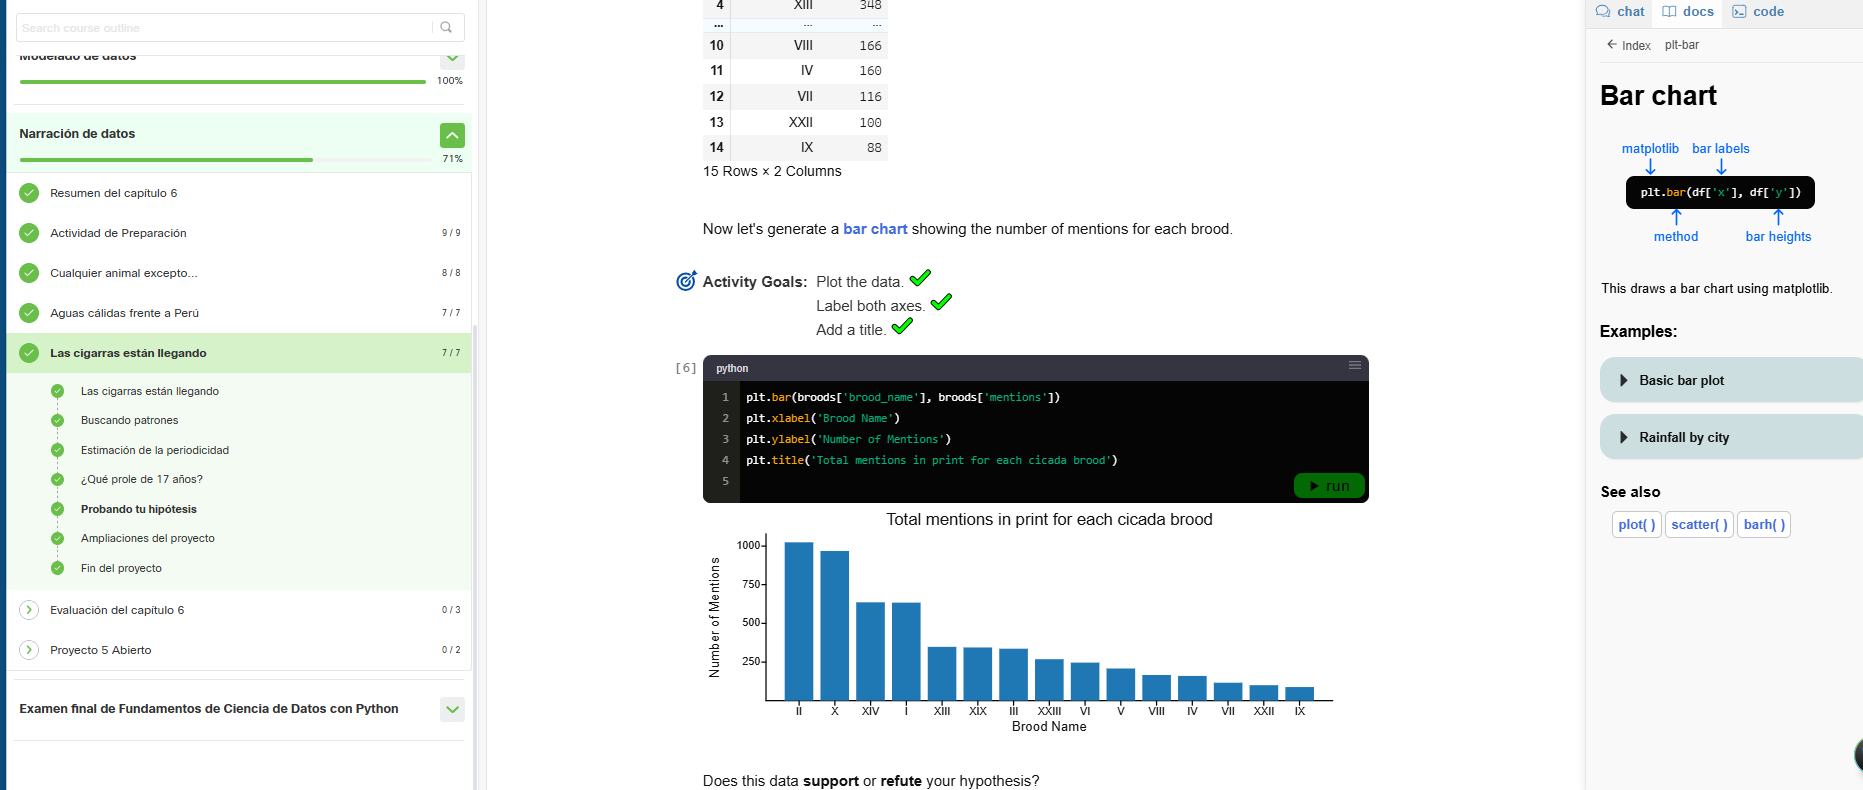 Search course outline
Modelado de datos
100%
Narración de datos
71%
Resumen del capítulo 6
Actividad de Preparación
9 / 9
Cualquier animal excepto...
8 / 8
Aguas cálidas frente a Perú
7 / 7
Las cigarras están llegando
7 / 7
Las cigarras están llegando
Buscando patrones
Estimación de la periodicidad
¿Qué prole de 17 años?
Probando tu hipótesis
Ampliaciones del proyecto
Fin del proyecto
Evaluación del capítulo 6
0 / 3
Proyecto 5 Abierto
0 / 2
Examen final de Fundamentos de Ciencia de Datos con Python
4 XIII 348
... ... ...
10 VIII 166
11 IV 160
12 VII 116
13 XXII 100
14 IX 88
15 Rows × 2 Columns
Now let's generate a bar chart showing the number of mentions for each brood.
Activity Goals: Plot the data.
Label both axes.
Add a title.
[6]
python
1 plt.bar(broods['brood_name'], broods['mentions'])
2 plt.xlabel('Brood Name')
3 plt.ylabel('Number of Mentions')
4 plt.title('Total mentions in print for each cicada brood')
5
run
Total mentions in print for each cicada brood
Number of Mentions
1000
750
500
250
II X XIV I XIII XIX III XXIII VI V VIII IV VII XXII IX
Brood Name
Does this data support or refute your hypothesis?
chat docs code
Index plt-bar
Bar chart
matplotlib bar labels
plt.bar(df['x'], df['y'])
method bar heights
This draws a bar chart using matplotlib.
Examples:
Basic bar plot
Rainfall by city
See also
plot( ) scatter( ) barh( )